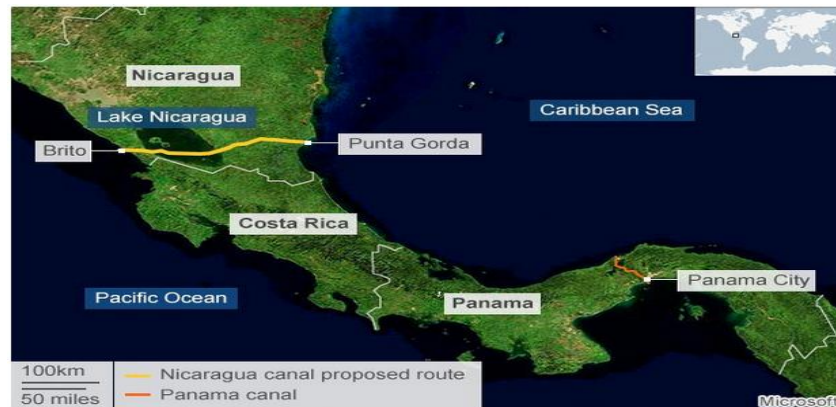 Nicaragua
Lake Nicaragua
Caribbean Sea
Brito
Punta Gorda
Costa Rica
Pacific Ocean
Panama
Panama City
100km
50 miles
Nicaragua canal proposed route
Panama canal
Microsoft